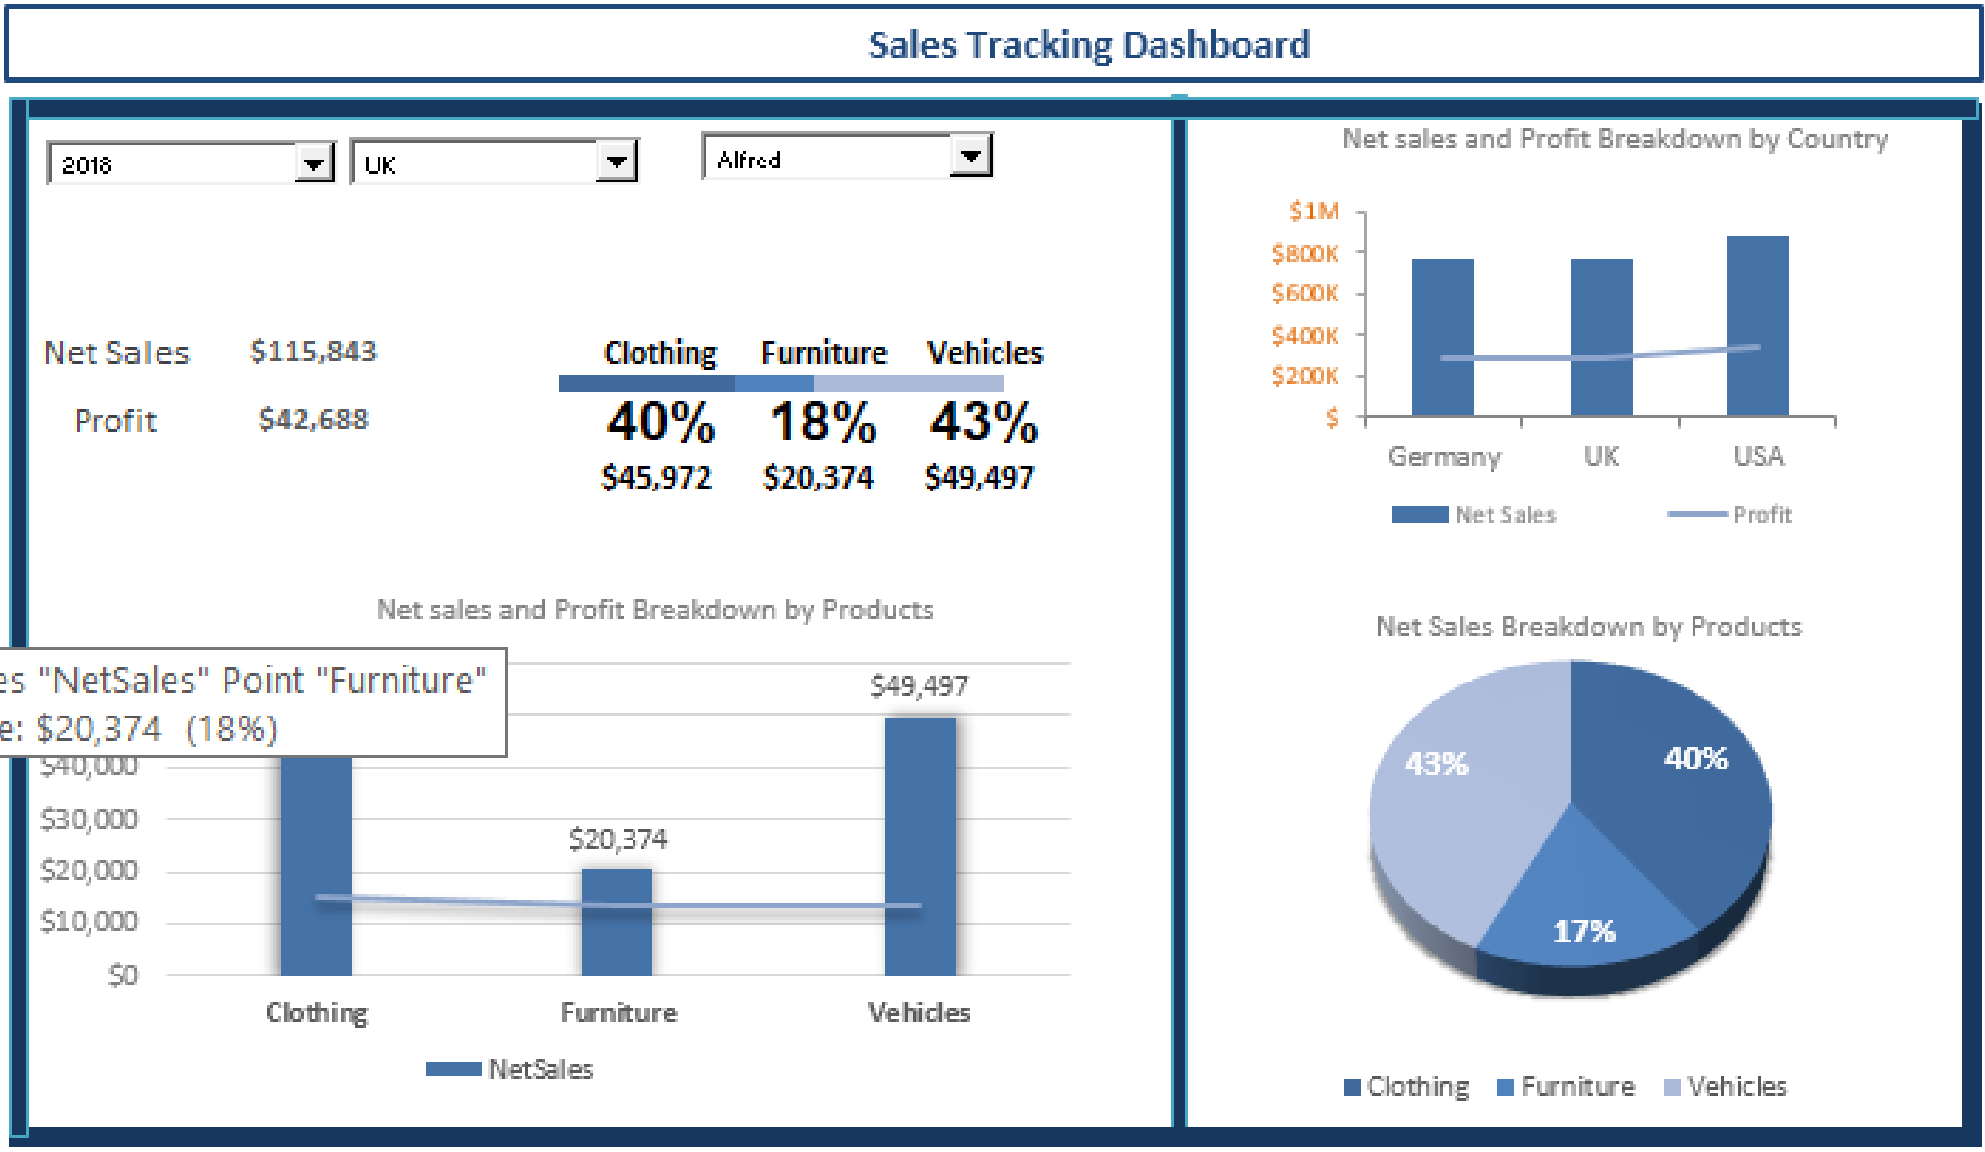 Sales Tracking Dashboard
2018
UK
Alfred
Net Sales $115,843
Profit $42,688
Clothing Furniture Vehicles
40% 18% 43%
$45,972 $20,374 $49,497
Net sales and Profit Breakdown by Products
es "NetSales" Point "Furniture"
e: $20,374 (18%)
$49,497
$40,000
$30,000
$20,374
$20,000
$10,000
$0
Clothing Furniture Vehicles
NetSales
Net sales and Profit Breakdown by Country
$1M
$800K
$600K
$400K
$200K
$
Germany UK USA
Net Sales Profit
Net Sales Breakdown by Products
43% 40%
17%
Clothing Furniture Vehicles